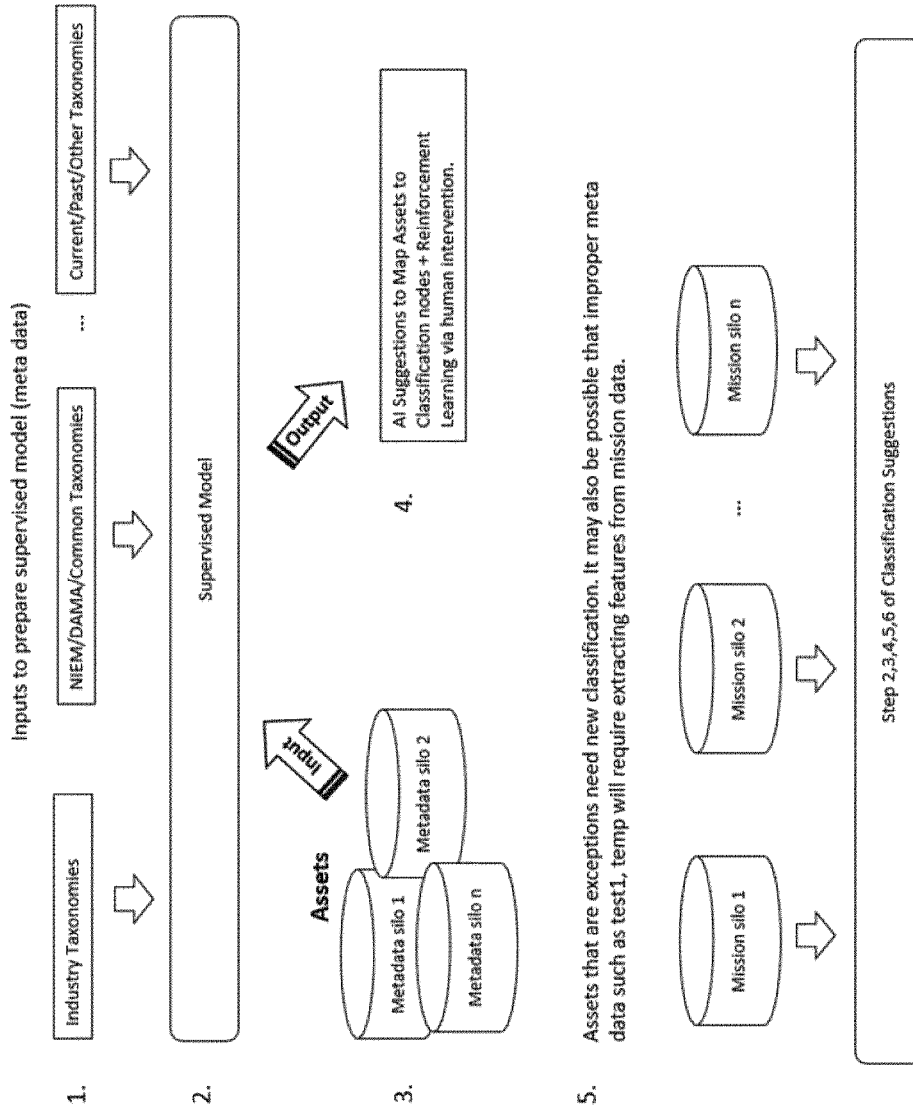 Inputs to prepare supervised model (meta data)
1.
Industry Taxonomies
NIEM/DAMA/Common Taxonomies
...
Current/Past/Other Taxonomies
2.
Supervised Model
Input
Output
3.
Assets
Metadata silo 1
Metadata silo 2
Metadata silo n
4.
AI Suggestions to Map Assets to
Classification nodes + Reinforcement
Learning via human intervention.
5.
Assets that are exceptions need new classification. It may also be possible that improper meta
data such as test1, temp will require extracting features from mission data.
Mission silo 1
Mission silo 2
...
Mission silo n
Step 2,3,4,5,6 of Classification Suggestions